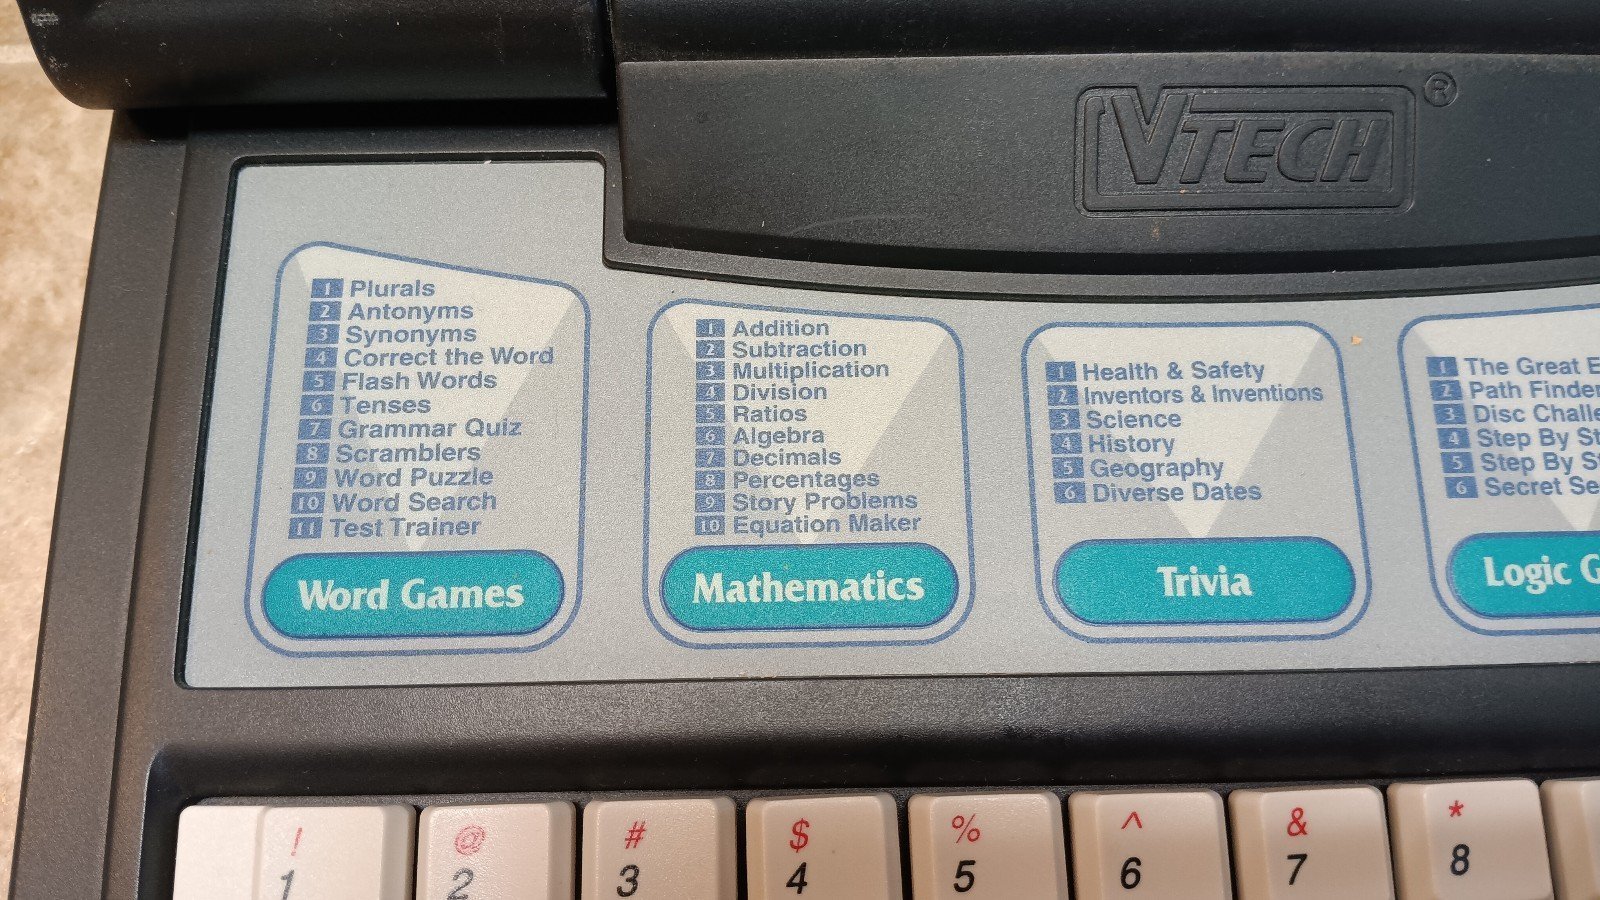 VTECH®
1 Plurals
2 Antonyms
3 Synonyms
4 Correct the Word
5 Flash Words
6 Tenses
7 Grammar Quiz
8 Scramblers
9 Word Puzzle
10 Word Search
11 Test Trainer
Word Games
1 Addition
2 Subtraction
3 Multiplication
4 Division
5 Ratios
6 Algebra
7 Decimals
8 Percentages
9 Story Problems
10 Equation Maker
Mathematics
1 Health & Safety
2 Inventors & Inventions
3 Science
4 History
5 Geography
6 Diverse Dates
Trivia
1 The Great E
2 Path Finder
3 Disc Challe
4 Step By St
5 Step By St
6 Secret Se
Logic G
! @ # $ % ^ & *
1 2 3 4 5 6 7 8